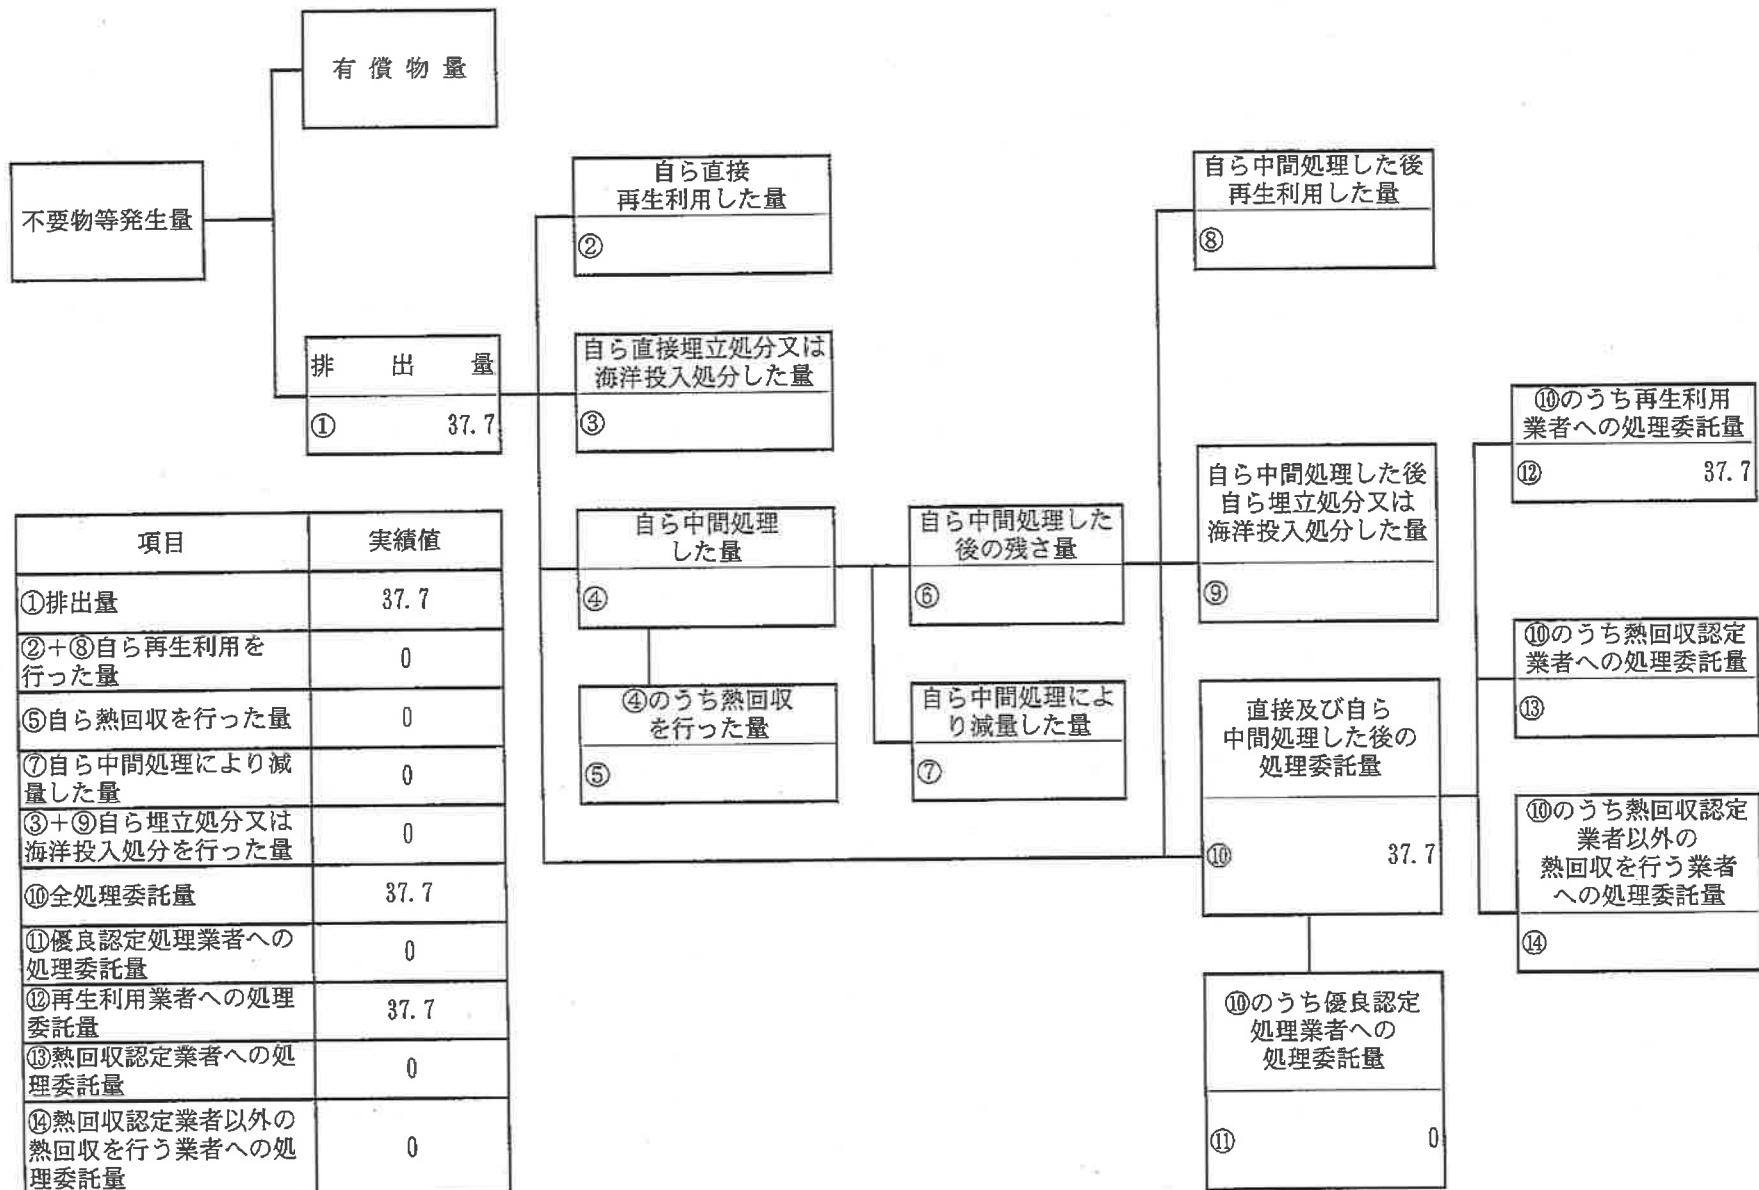 有償物量
不要物等発生量
排出量
① 37.7
自ら直接
再生利用した量
②
自ら直接埋立処分又は
海洋投入処分した量
③
自ら中間処理
した量
④
④のうち熱回収
を行った量
⑤
自ら中間処理した
後の残さ量
⑥
自ら中間処理によ
り減量した量
⑦
自ら中間処理した後
再生利用した量
⑧
自ら中間処理した後
自ら埋立処分又は
海洋投入処分した量
⑨
直接及び自ら
中間処理した後の
処理委託量
⑩ 37.7
⑩のうち優良認定
処理業者への
処理委託量
⑪ 0
⑩のうち再生利用
業者への処理委託量
⑫ 37.7
⑩のうち熱回収認定
業者への処理委託量
⑬
⑩のうち熱回収認定
業者以外の
熱回収を行う業者
への処理委託量
⑭
項目 実績値
①排出量 37.7
②+⑧自ら再生利用を
行った量 0
⑤自ら熱回収を行った量 0
⑦自ら中間処理により減
量した量 0
③+⑨自ら埋立処分又は
海洋投入処分を行った量 0
⑩全処理委託量 37.7
⑪優良認定処理業者への
処理委託量 0
⑫再生利用業者への処理
委託量 37.7
⑬熱回収認定業者への処
理委託量 0
⑭熱回収認定業者以外の
熱回収を行う業者への処
理委託量 0